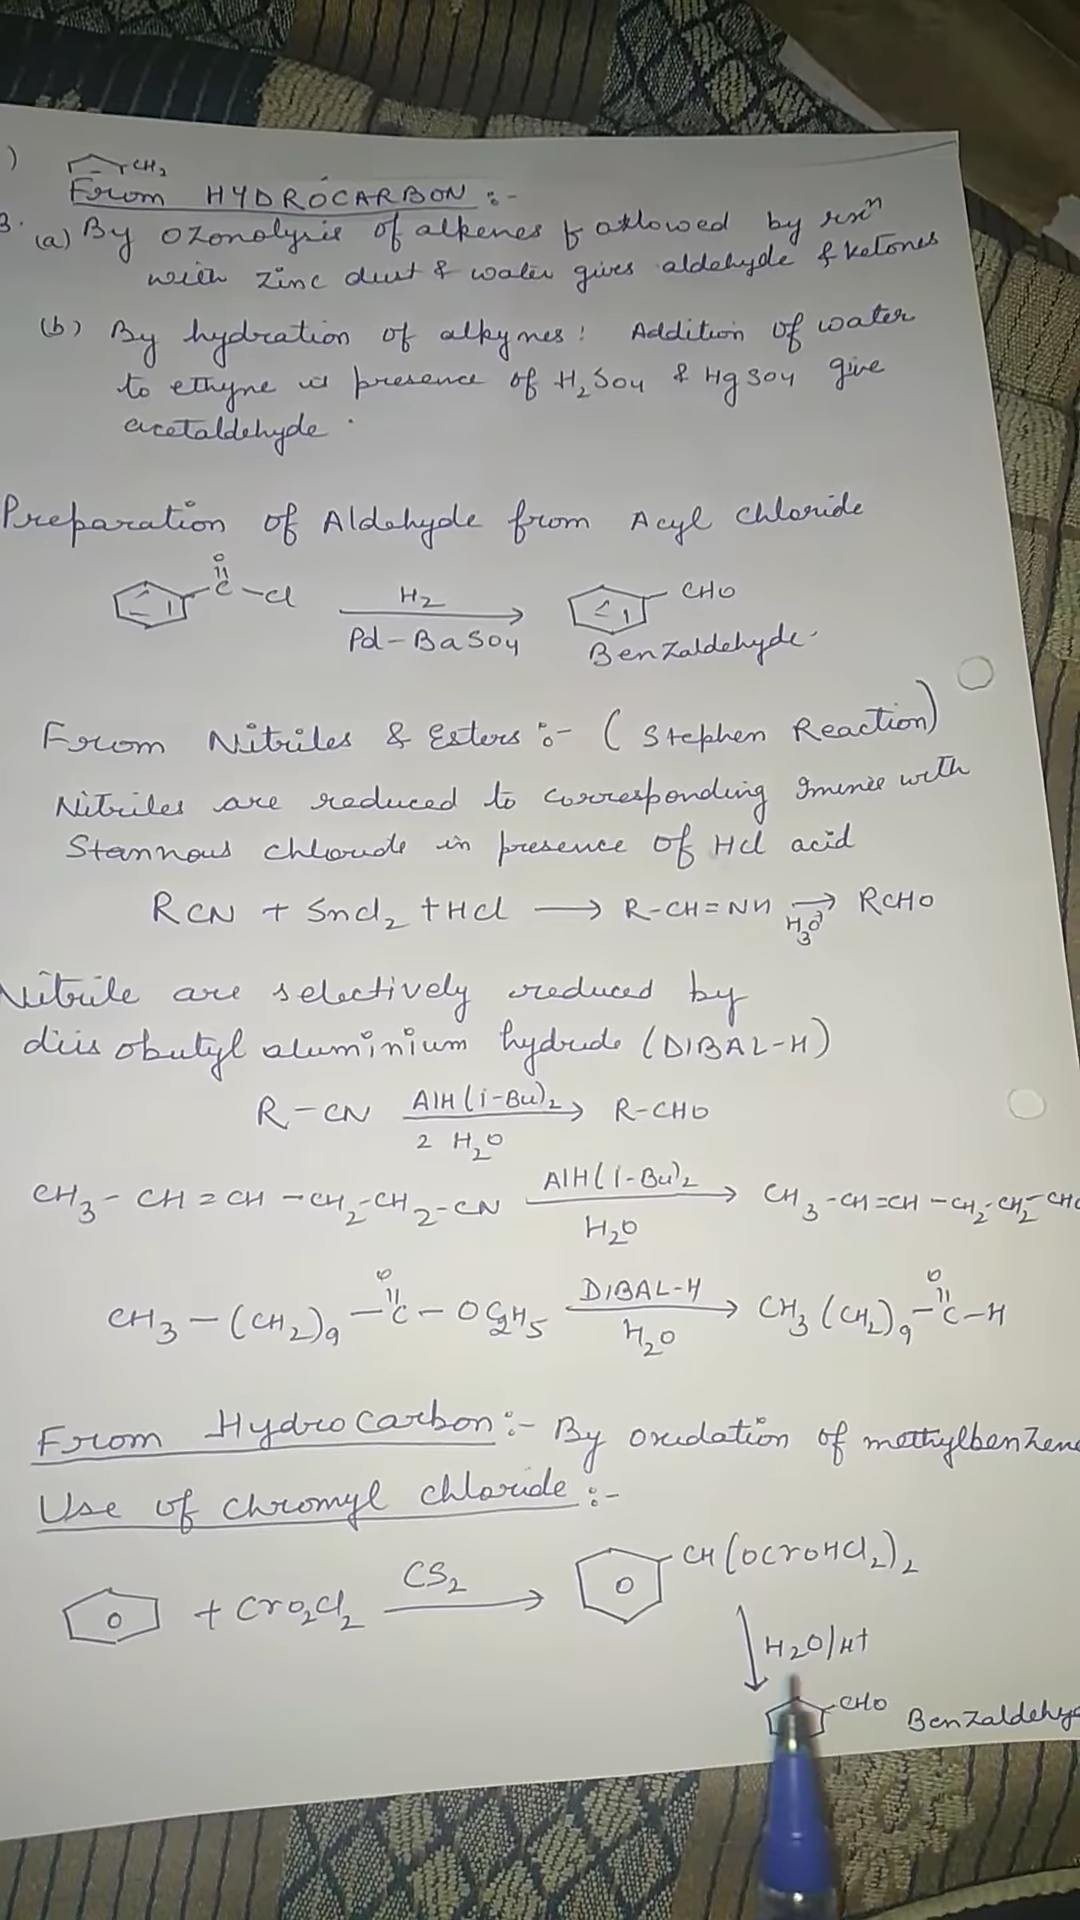 )
CH2
From HYDROCARBON :-
3. (a) By ozonolysis of alkenes followed by rxn
with zinc dust & water gives aldehyde & ketones
(b) By hydration of alkynes: Addition of water
to ethyne presence of H2SO4 & HgSO4 give
acetaldehyde.
Preparation of Aldehyde from Acyl chloride
O
C-Cl H2 CHO
Pd-BaSO4 Benzaldehyde.
From Nitriles & Esters :- (Stephen Reaction)
Nitriles are reduced to corresponding Imine with
Stannous chloride in presence of HCl acid
RCN + SnCl2 + HCl → R-CH=NH → RCHO
H3O+
Nitrile are selectively reduced by
diisobutyl aluminium hydride (DIBAL-H)
R-CN AlH(i-Bu)2 → R-CHO
2 H2O
CH3-CH=CH-CH2-CH2-CN AlH(i-Bu)2 → CH3-CH=CH-CH2-CH2-CHO
H2O
O DIBAL-H O
CH3-(CH2)9-C-OC2H5 → CH3(CH2)9-C-H
H2O
From Hydrocarbon:- By oxidation of methylbenzene
Use of chromyl chloride :-
+ CrO2Cl2 CS2 → CH(OCrOHCl2)2
H2O/H+
CHO Benzaldehy